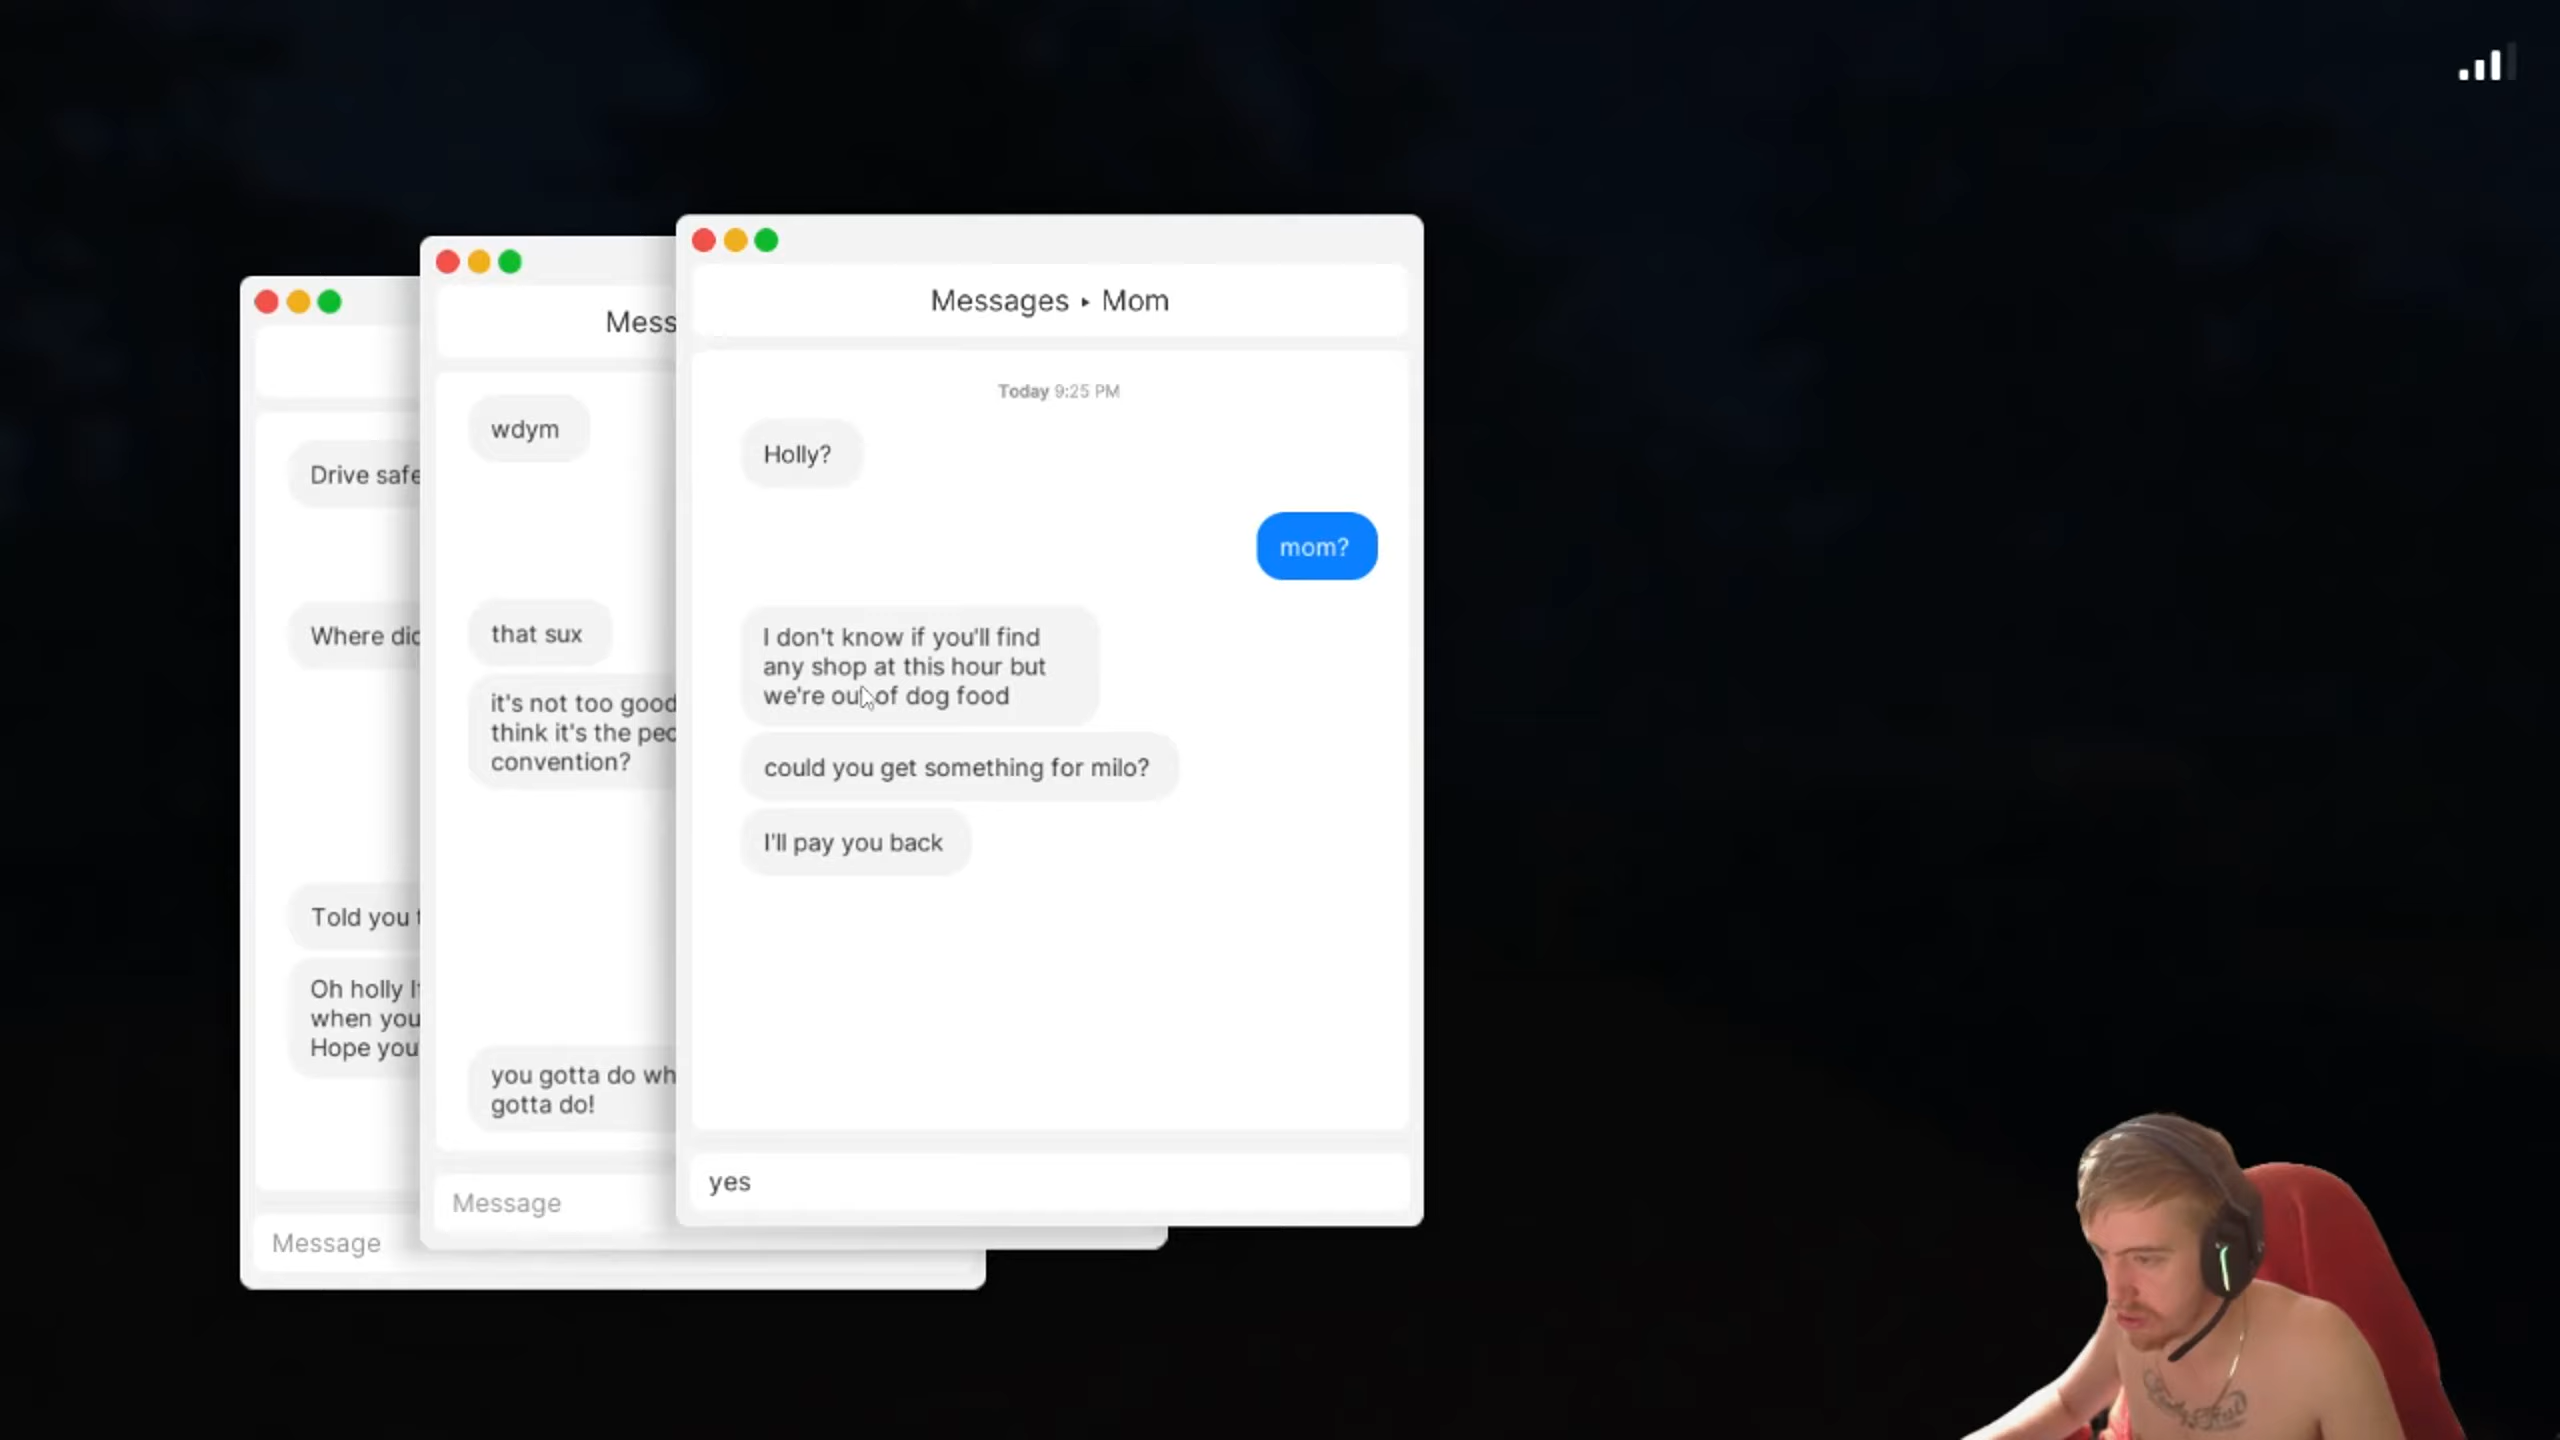 Drive safe
Where did
Told you
Oh holly
when you
Hope you
Message
Mess
wdym
that sux
it's not too good
think it's the
convention?
you gotta do
gotta do!
Message
Messages ▸ Mom
Today 9:25 PM
Holly?
mom?
I don't know if you'll find
any shop at this hour but
we're out of dog food
could you get something for milo?
I'll pay you back
yes